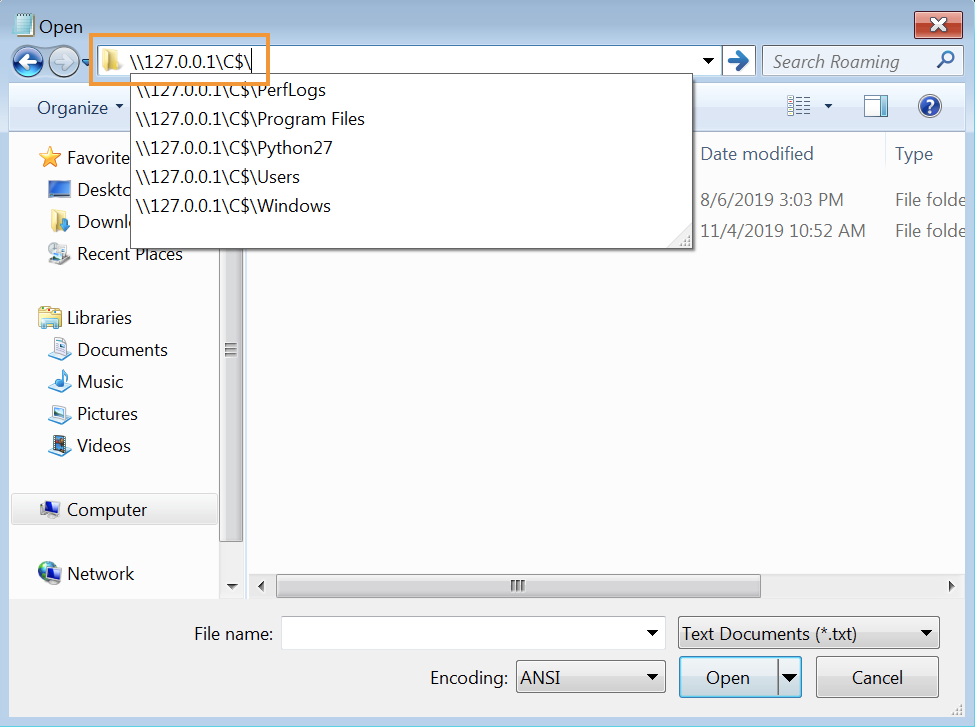 Open
\\127.0.0.1\C$\
Search Roaming
Organize
\\127.0.0.1\C$\PerfLogs
\\127.0.0.1\C$\Program Files
\\127.0.0.1\C$\Python27
\\127.0.0.1\C$\Users
\\127.0.0.1\C$\Windows
Date modified Type
8/6/2019 3:03 PM File folde
11/4/2019 10:52 AM File folde
Favorite
Deskto
Downl
Recent Places
Libraries
Documents
Music
Pictures
Videos
Computer
Network
File name: Text Documents (*.txt)
Encoding: ANSI Open Cancel